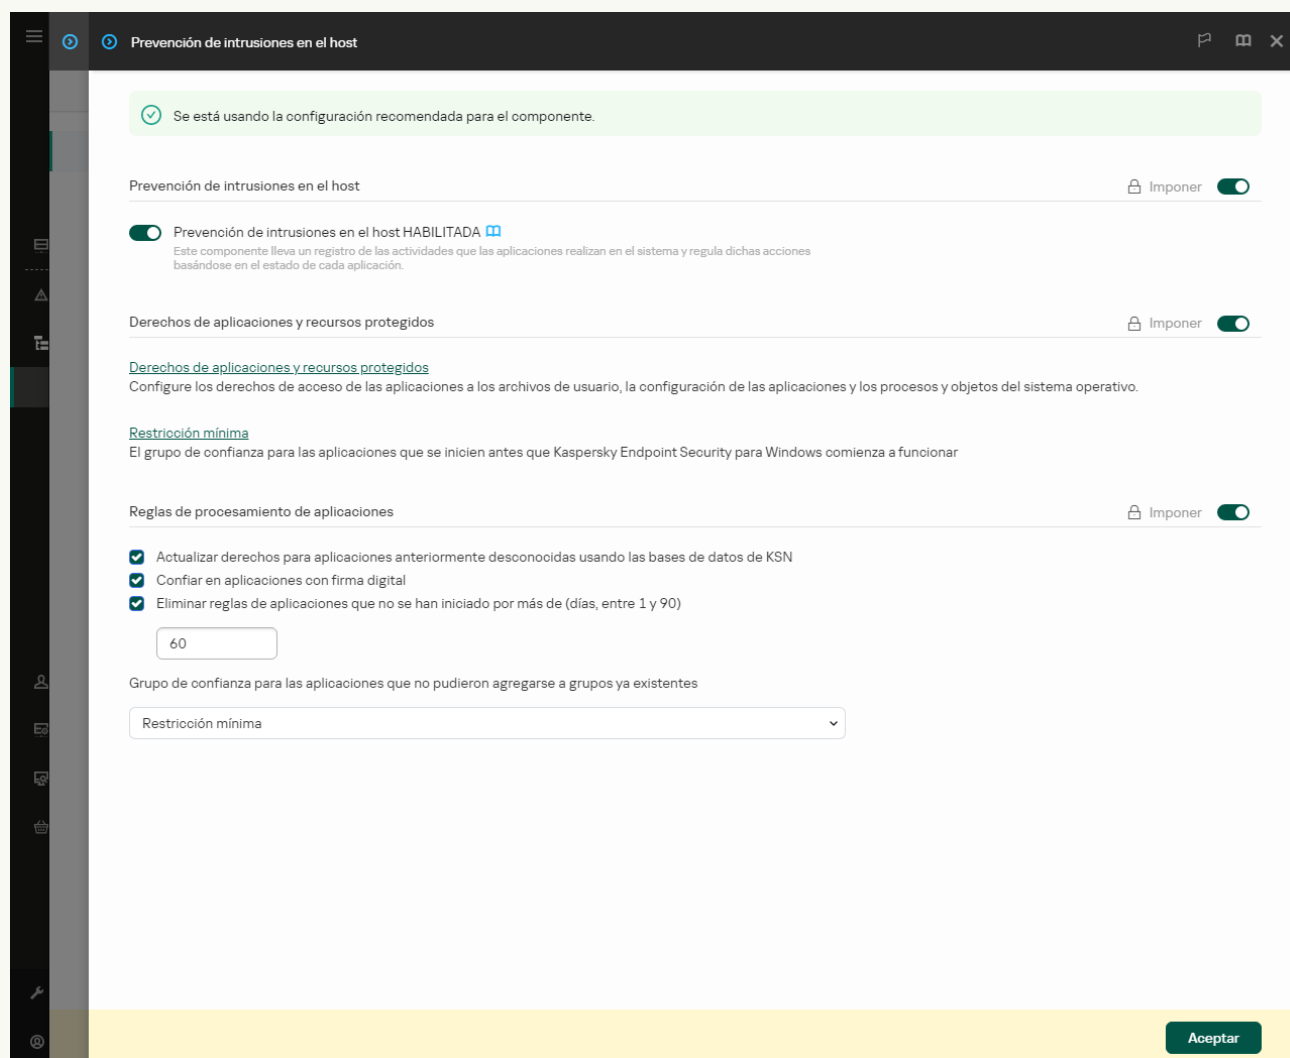 Prevención de intrusiones en el host
Se está usando la configuración recomendada para el componente.
Prevención de intrusiones en el host
Imponer
Prevención de intrusiones en el host HABILITADA
Este componente lleva un registro de las actividades que las aplicaciones realizan en el sistema y regula dichas acciones
basándose en el estado de cada aplicación.
Derechos de aplicaciones y recursos protegidos
Imponer
Derechos de aplicaciones y recursos protegidos
Configure los derechos de acceso de las aplicaciones a los archivos de usuario, la configuración de las aplicaciones y los procesos y objetos del sistema operativo.
Restricción mínima
El grupo de confianza para las aplicaciones que se inicien antes que Kaspersky Endpoint Security para Windows comienza a funcionar
Reglas de procesamiento de aplicaciones
Imponer
Actualizar derechos para aplicaciones anteriormente desconocidas usando las bases de datos de KSN
Confiar en aplicaciones con firma digital
Eliminar reglas de aplicaciones que no se han iniciado por más de (días, entre 1 y 90)
60
Grupo de confianza para las aplicaciones que no pudieron agregarse a grupos ya existentes
Restricción mínima
Aceptar